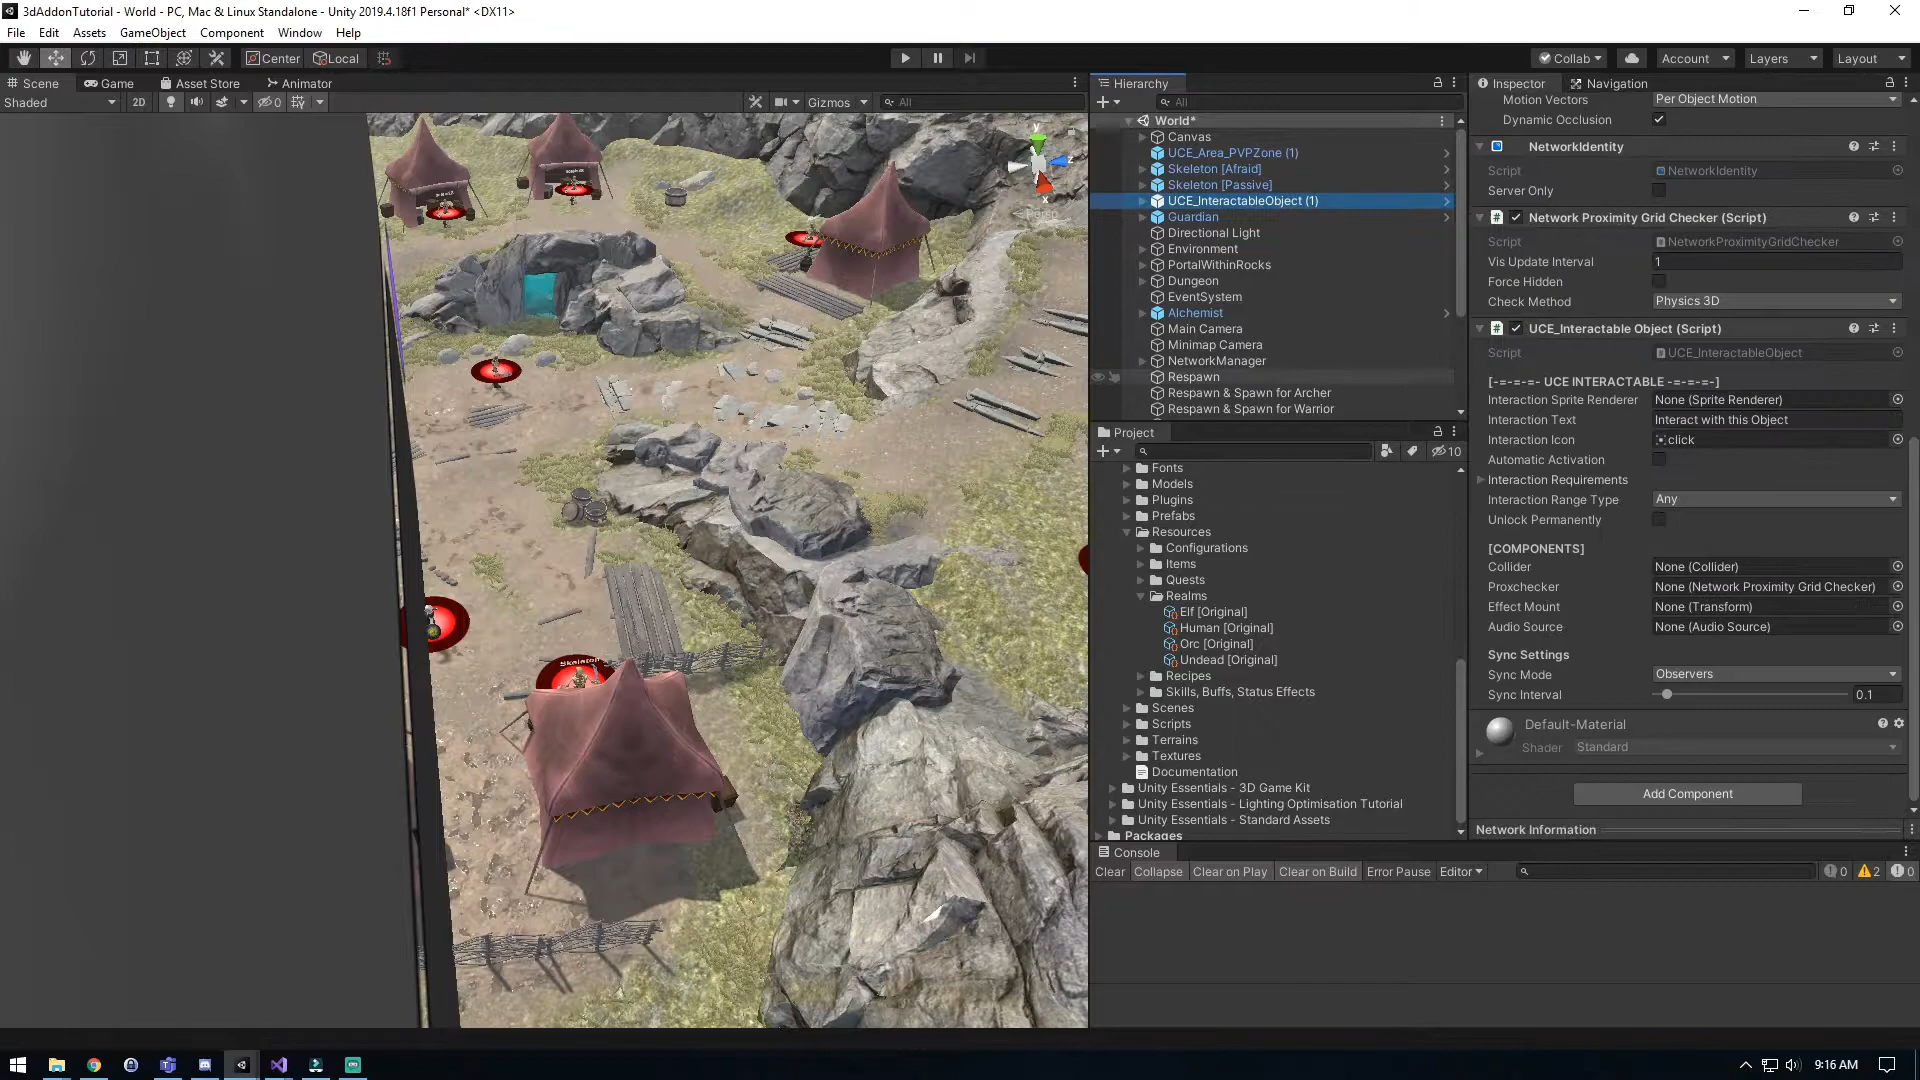 3dAddonTutorial - World - PC, Mac & Linux Standalone - Unity 2019.4.18f1 Personal* <DX11>
File Edit Assets GameObject Component Window Help
Center Local Collab Account Layers Layout
Scene Game Asset Store Animator
Shaded 2D 0 Gizmos All
Persp
y
z
x
Skeleton
Hierarchy
All
World*
Canvas
UCE_Area_PVPZone (1)
Skeleton [Afraid]
Skeleton [Passive]
UCE_InteractableObject (1)
Guardian
Directional Light
Environment
PortalWithinRocks
Dungeon
EventSystem
Alchemist
Main Camera
Minimap Camera
NetworkManager
Respawn
Respawn & Spawn for Archer
Respawn & Spawn for Warrior
Project
10
Fonts
Models
Plugins
Prefabs
Resources
Configurations
Items
Quests
Realms
Elf [Original]
Human [Original]
Orc [Original]
Undead [Original]
Recipes
Skills, Buffs, Status Effects
Scenes
Scripts
Terrains
Textures
Documentation
Unity Essentials - 3D Game Kit
Unity Essentials - Lighting Optimisation Tutorial
Unity Essentials - Standard Assets
Packages
Console
Clear Collapse Clear on Play Clear on Build Error Pause Editor 0 2 0
Inspector Navigation
Motion Vectors Per Object Motion
Dynamic Occlusion
NetworkIdentity
Script NetworkIdentity
Server Only
Network Proximity Grid Checker (Script)
Script NetworkProximityGridChecker
Vis Update Interval 1
Force Hidden
Check Method Physics 3D
UCE_Interactable Object (Script)
Script UCE_InteractableObject
[-=-=-=- UCE INTERACTABLE -=-=-=-]
Interaction Sprite Renderer None (Sprite Renderer)
Interaction Text Interact with this Object
Interaction Icon click
Automatic Activation
Interaction Requirements
Interaction Range Type Any
Unlock Permanently
[COMPONENTS]
Collider None (Collider)
Proxchecker None (Network Proximity Grid Checker)
Effect Mount None (Transform)
Audio Source None (Audio Source)
Sync Settings
Sync Mode Observers
Sync Interval 0.1
Default-Material
Shader Standard
Add Component
Network Information
9:16 AM